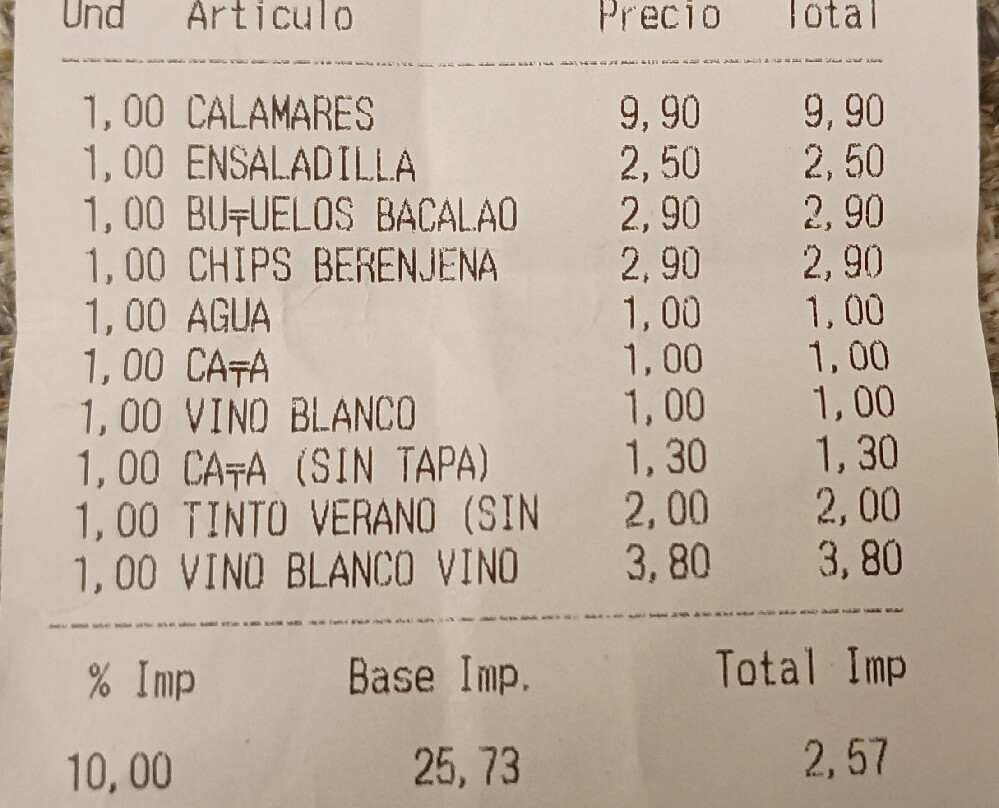 Und Articulo Precio Total
1,00 CALAMARES 9,90 9,90
1,00 ENSALADILLA 2,50 2,50
1,00 BU╤UELOS BACALAO 2,90 2,90
1,00 CHIPS BERENJENA 2,90 2,90
1,00 AGUA 1,00 1,00
1,00 CA╤A 1,00 1,00
1,00 VINO BLANCO 1,00 1,00
1,00 CA╤A (SIN TAPA) 1,30 1,30
1,00 TINTO VERANO (SIN 2,00 2,00
1,00 VINO BLANCO VINO 3,80 3,80
% Imp Base Imp. Total Imp
10,00 25,73 2,57